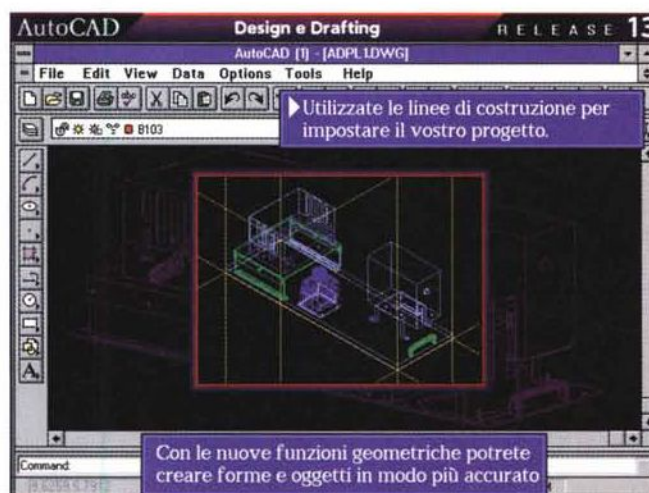 AutoCAD Design e Drafting RELEASE 13
AutoCAD [1] - [ADPL1.DWG]
File Edit View Data Options Tools Help
Utilizzate le linee di costruzione per
impostare il vostro progetto.
B103
A
Con le nuove funzioni geometriche potrete
creare forme e oggetti in modo più accurato
Command: